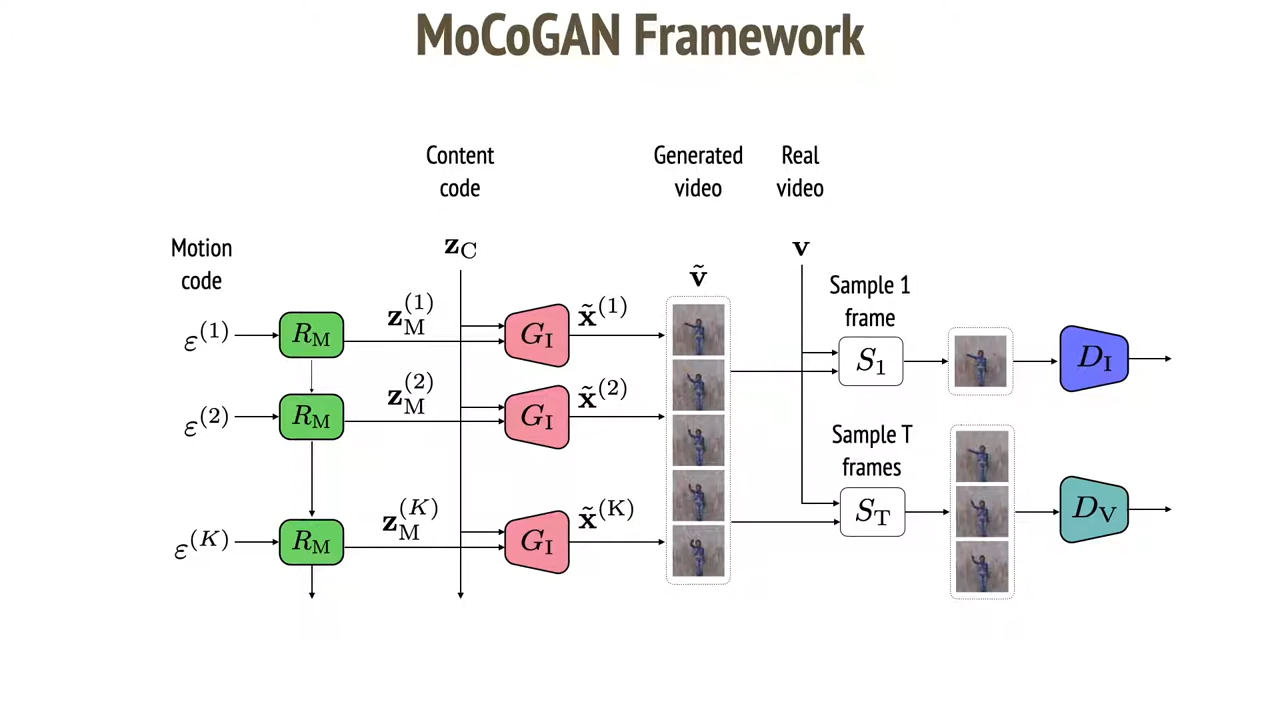 MoCoGAN Framework
Content
code
Generated
video
Real
video
Motion
code
z_C
v
ṽ
Sample 1
frame
ε^(1)
R_M
z_M^(1)
G_I
x̃^(1)
S_1
D_I
ε^(2)
R_M
z_M^(2)
G_I
x̃^(2)
Sample T
frames
S_T
D_V
ε^(K)
R_M
z_M^(K)
G_I
x̃^(K)